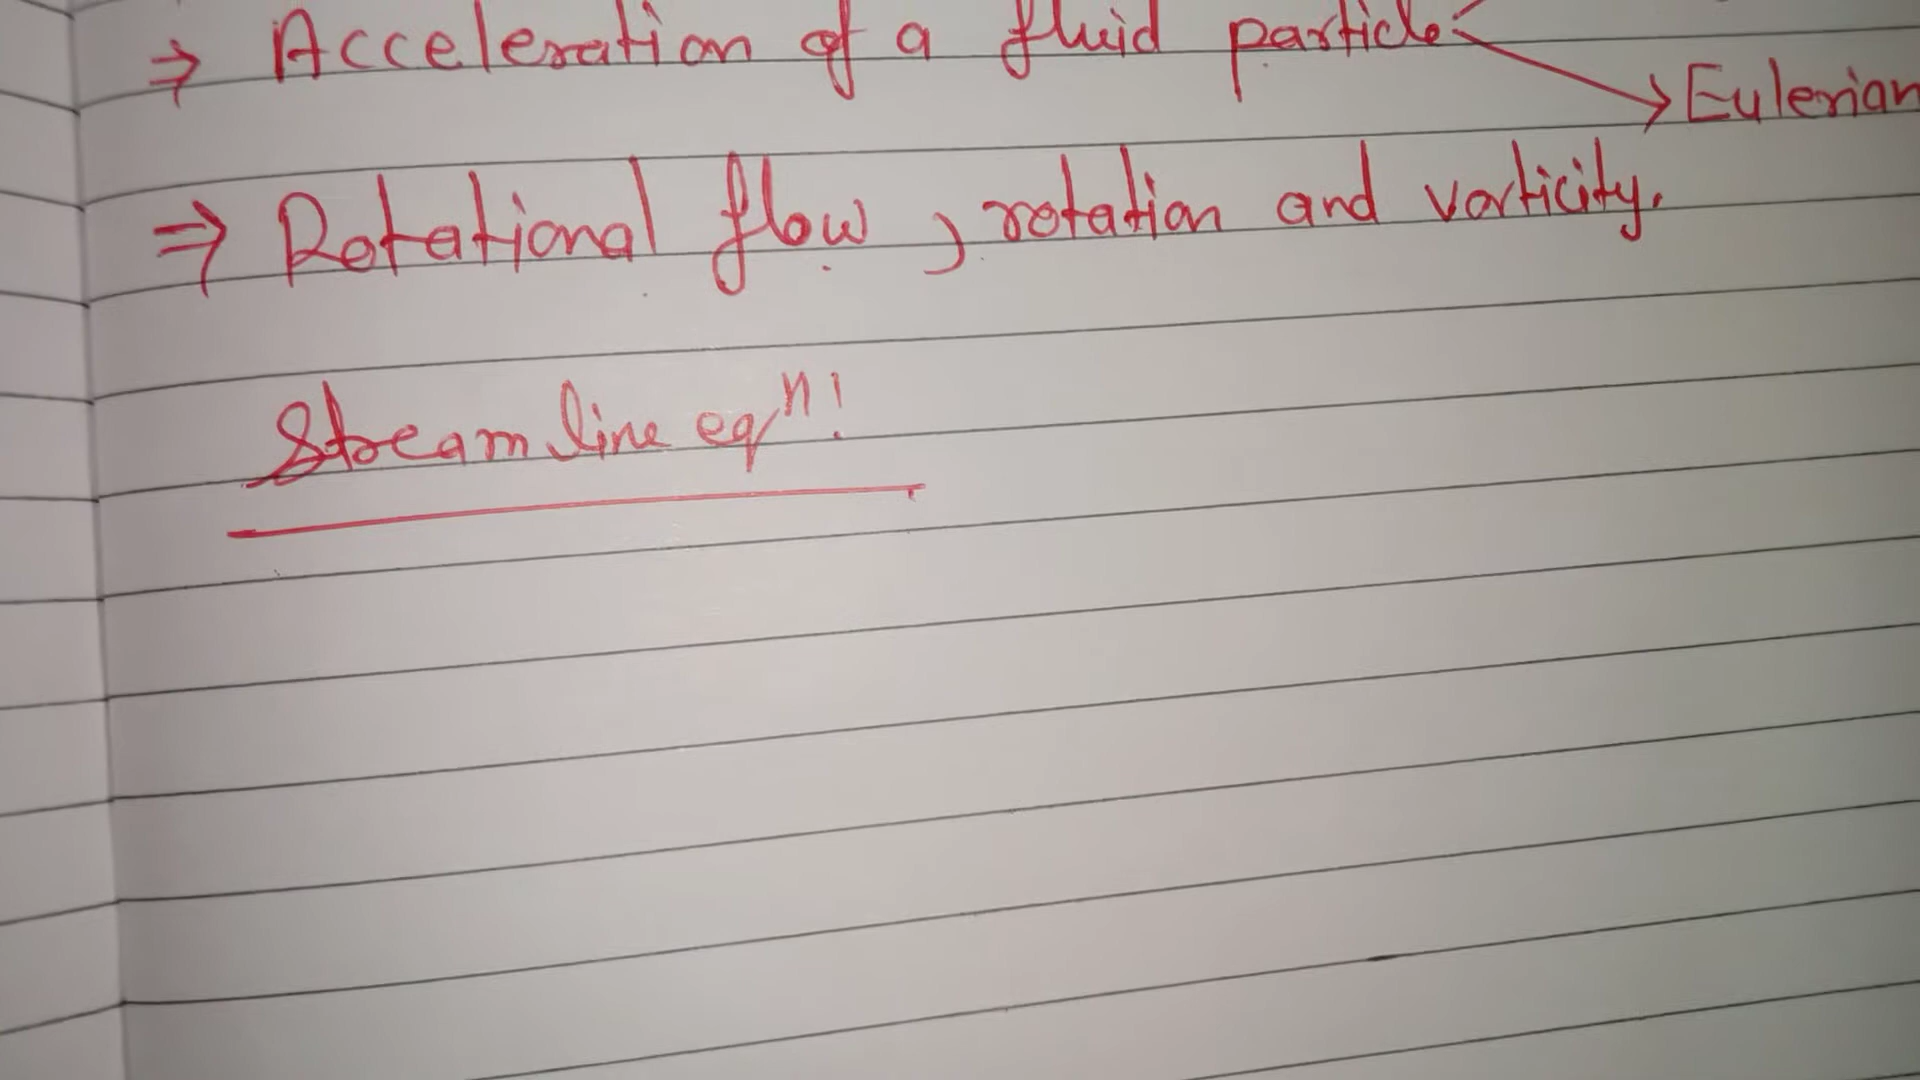 ⇒ Acceleration of a fluid particle:
→ Eulerian
⇒ Rotational flow, rotation and vorticity.
Stream line eqⁿ: